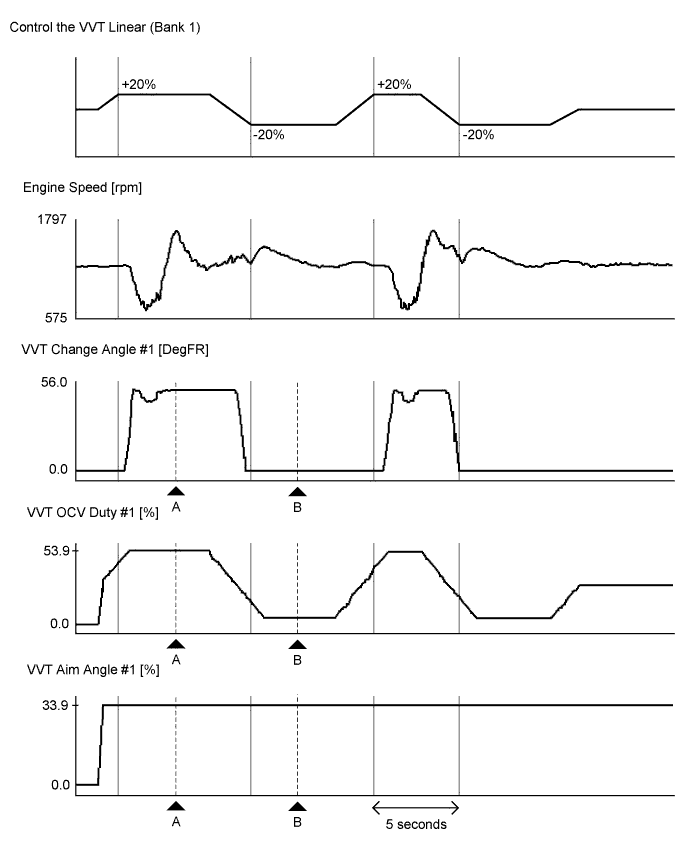 Control the VVT Linear (Bank 1)
+20%
+20%
-20%
-20%
Engine Speed [rpm]
1797
575
VVT Change Angle #1 [DegFR]
56.0
0.0
A
B
VVT OCV Duty #1 [%]
53.9
0.0
A
B
VVT Aim Angle #1 [%]
33.9
0.0
A
B
5 seconds